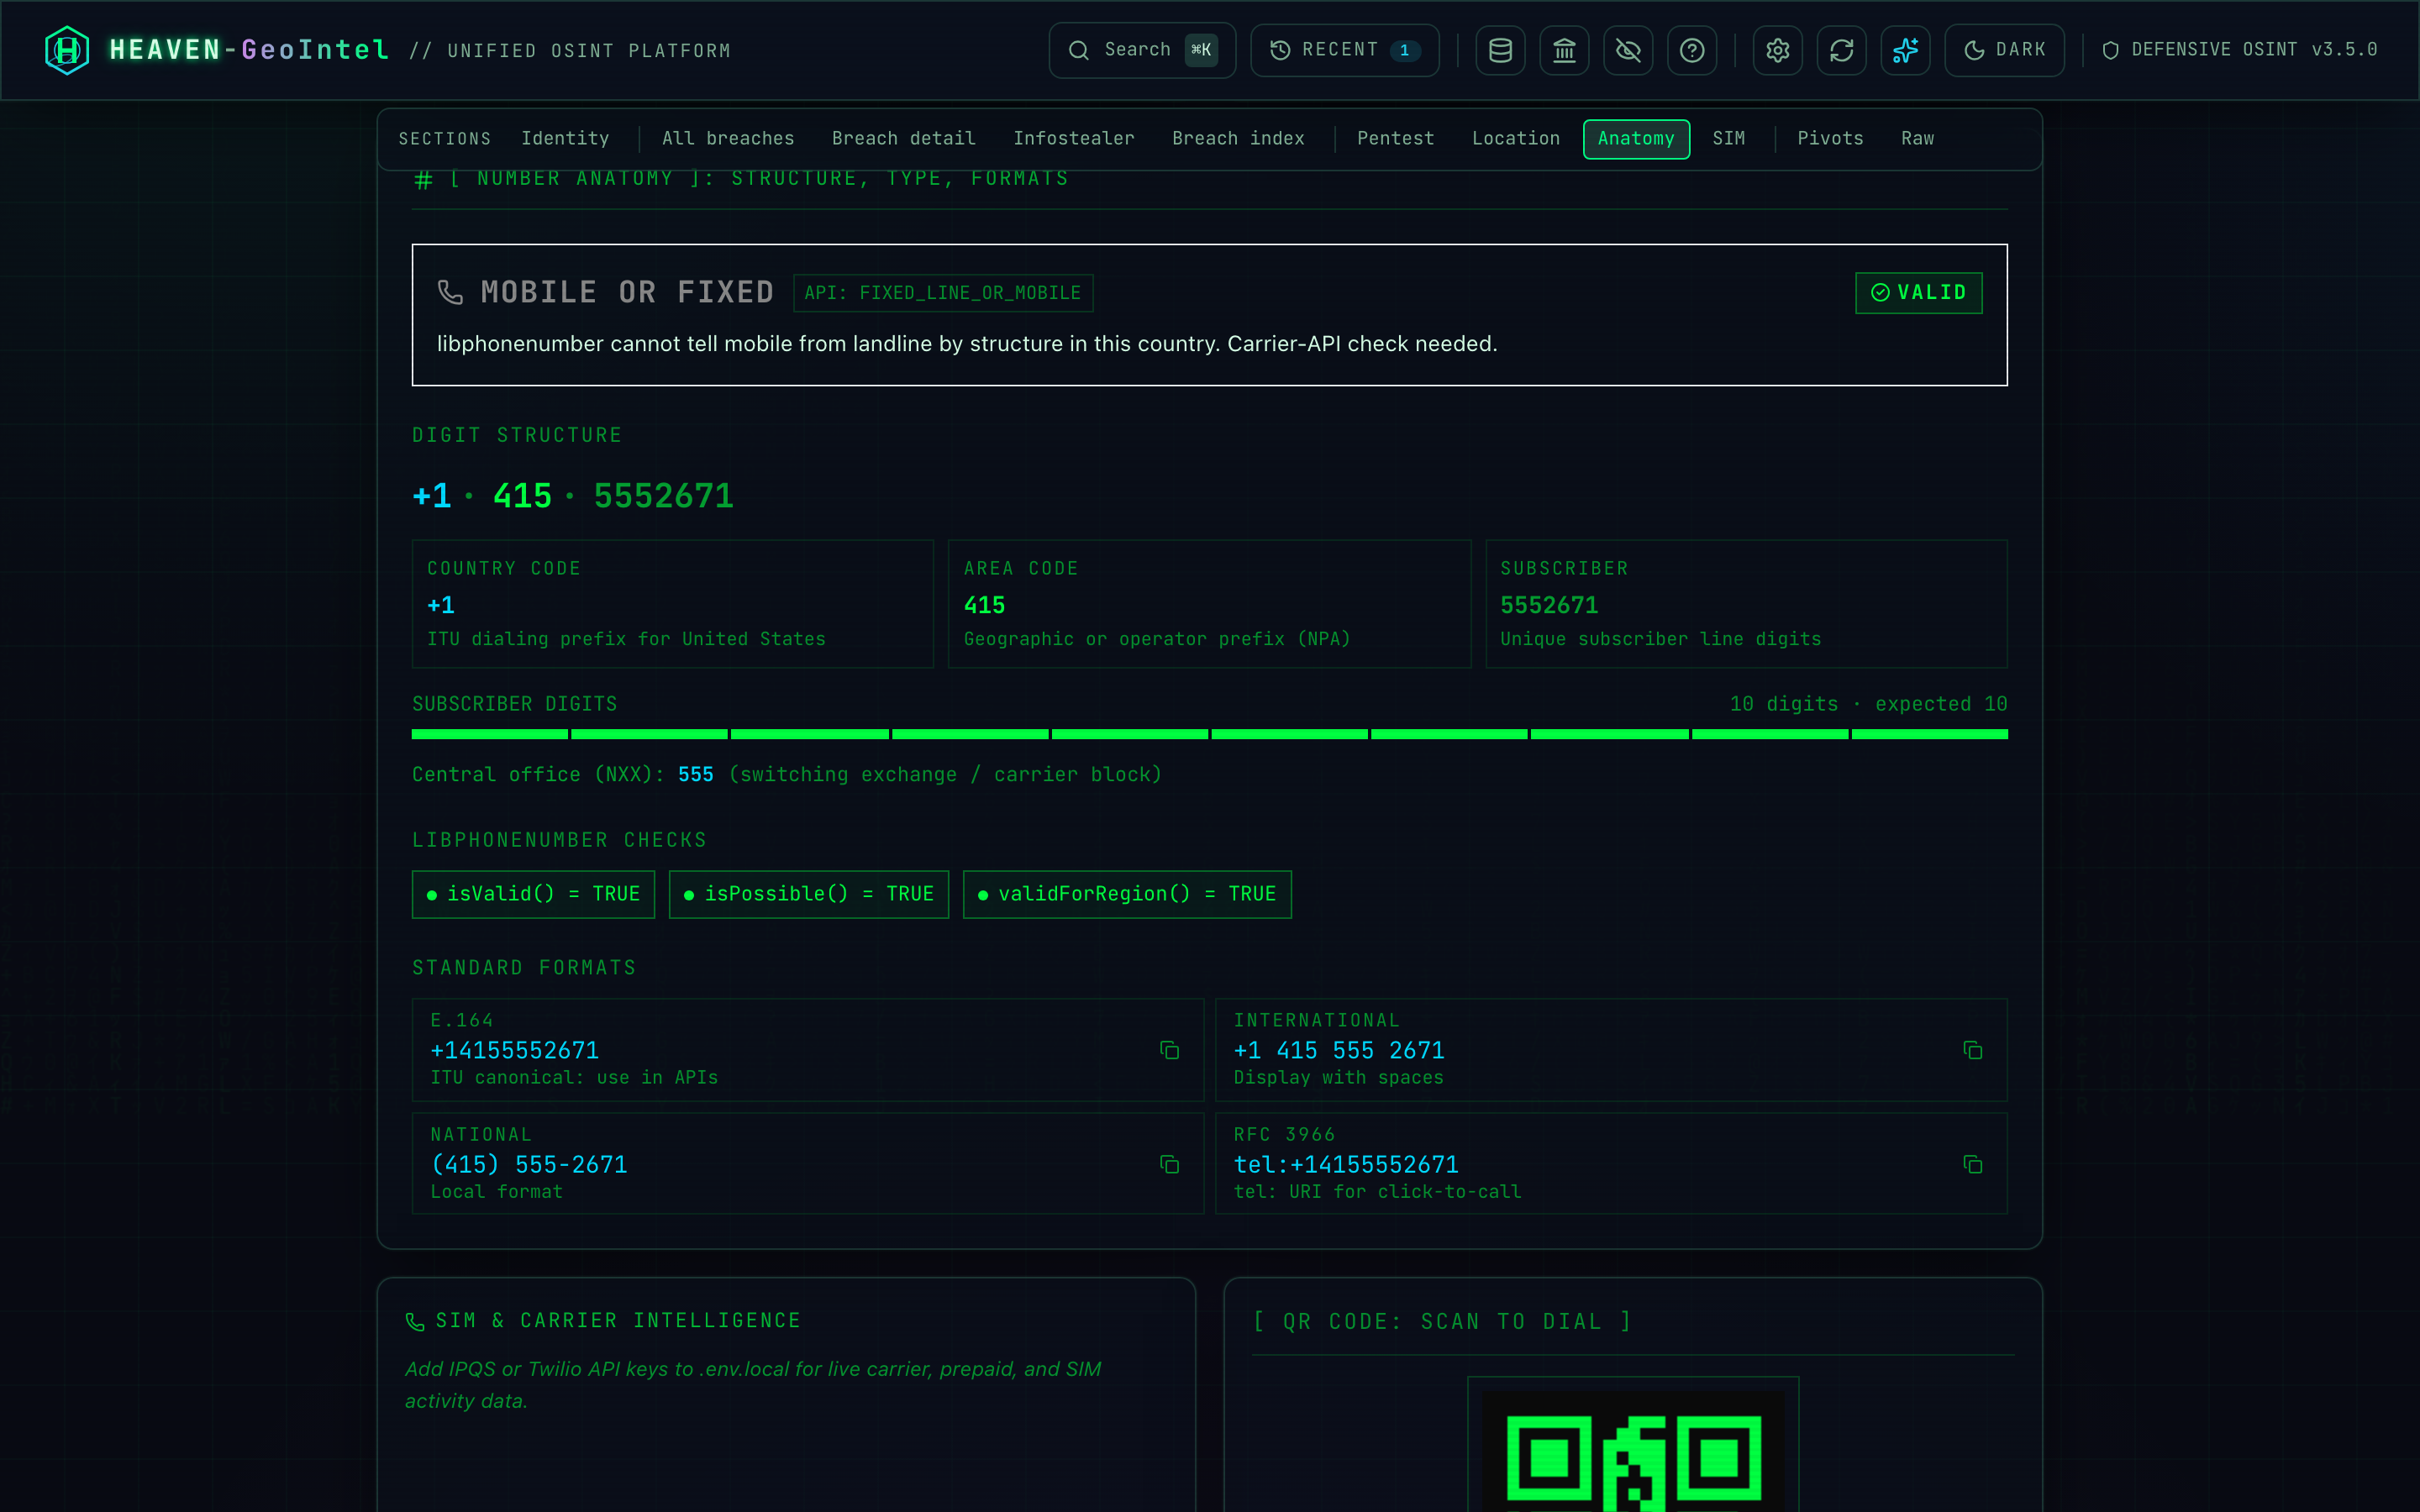 HEAVEN-GeoIntel // UNIFIED OSINT PLATFORM
Search ⌘K
RECENT 1
DARK
DEFENSIVE OSINT v3.5.0
SECTIONS Identity All breaches Breach detail Infostealer Breach index Pentest Location Anatomy SIM Pivots Raw
# [ NUMBER ANATOMY ]: STRUCTURE, TYPE, FORMATS
MOBILE OR FIXED API: FIXED_LINE_OR_MOBILE VALID
libphonenumber cannot tell mobile from landline by structure in this country. Carrier-API check needed.
DIGIT STRUCTURE
+1 · 415 · 5552671
COUNTRY CODE
+1
ITU dialing prefix for United States
AREA CODE
415
Geographic or operator prefix (NPA)
SUBSCRIBER
5552671
Unique subscriber line digits
SUBSCRIBER DIGITS 10 digits · expected 10
Central office (NXX): 555 (switching exchange / carrier block)
LIBPHONENUMBER CHECKS
● isValid() = TRUE ● isPossible() = TRUE ● validForRegion() = TRUE
STANDARD FORMATS
E.164
+14155552671
ITU canonical: use in APIs
INTERNATIONAL
+1 415 555 2671
Display with spaces
NATIONAL
(415) 555-2671
Local format
RFC 3966
tel:+14155552671
tel: URI for click-to-call
SIM & CARRIER INTELLIGENCE
Add IPQS or Twilio API keys to .env.local for live carrier, prepaid, and SIM
activity data.
[ QR CODE: SCAN TO DIAL ]